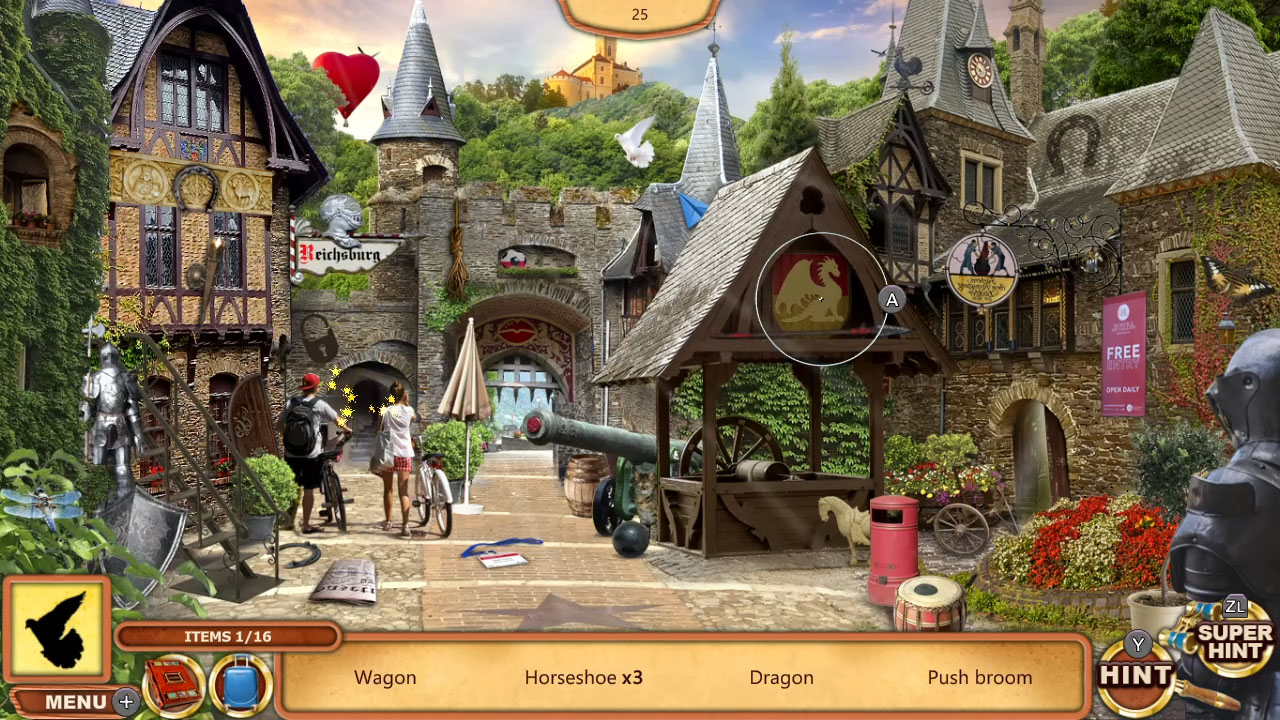 25
Reichsburg
A
FREE
ENTRY
OPEN DAILY
ITEMS 1/16
Wagon
Horseshoe x3
Dragon
Push broom
MENU +
Y
HINT
ZL
SUPER
HINT